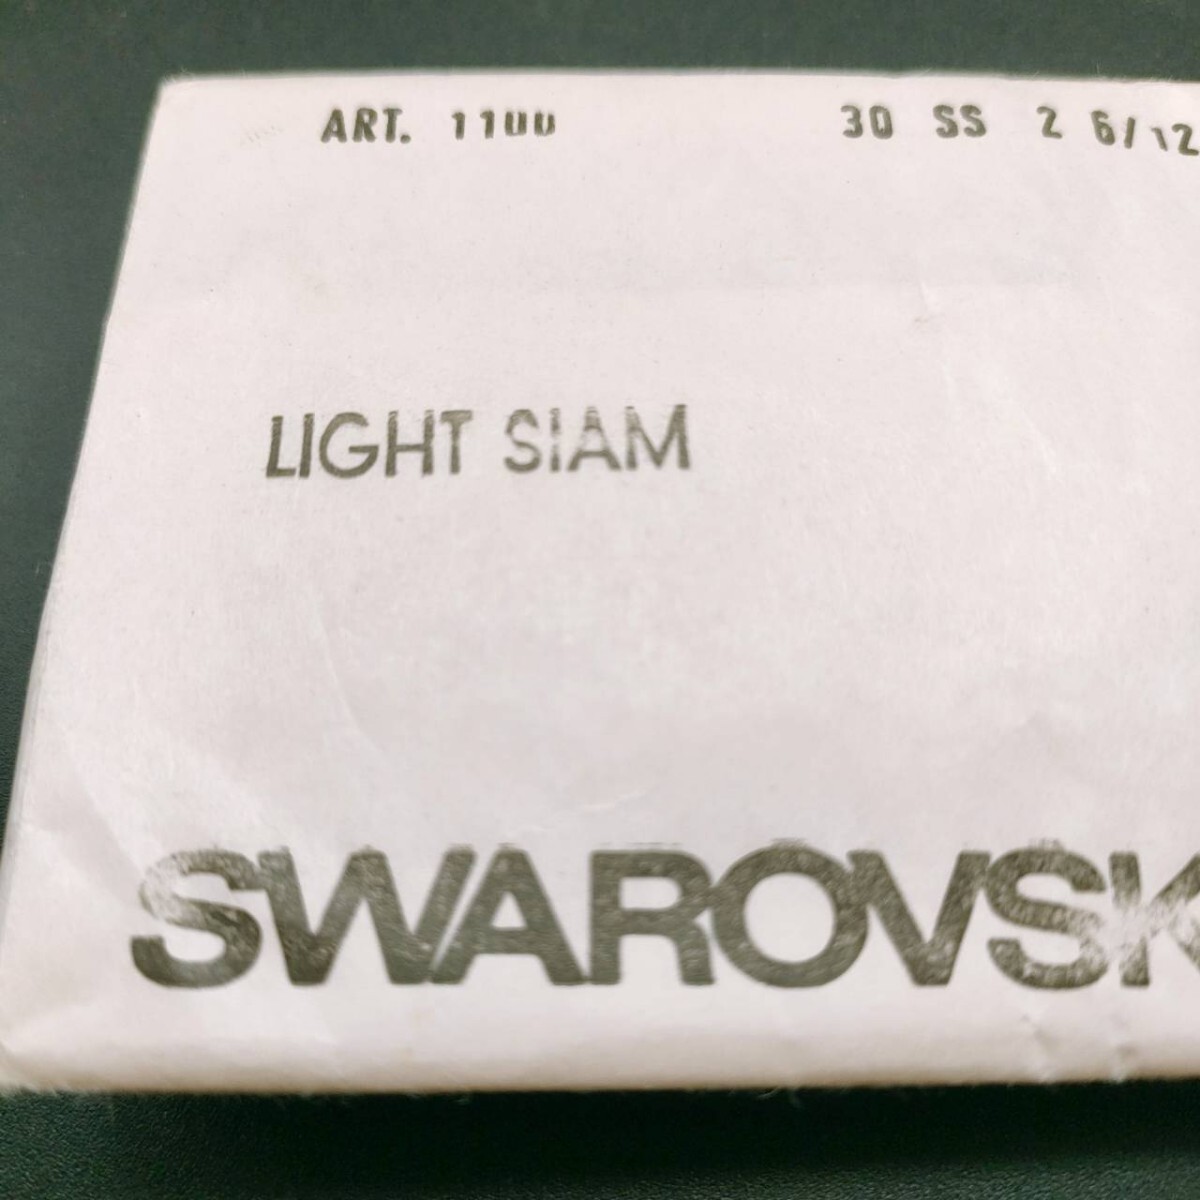 ART. 1100 30 SS 2 6/12
LIGHT SIAM
SWAROVSK